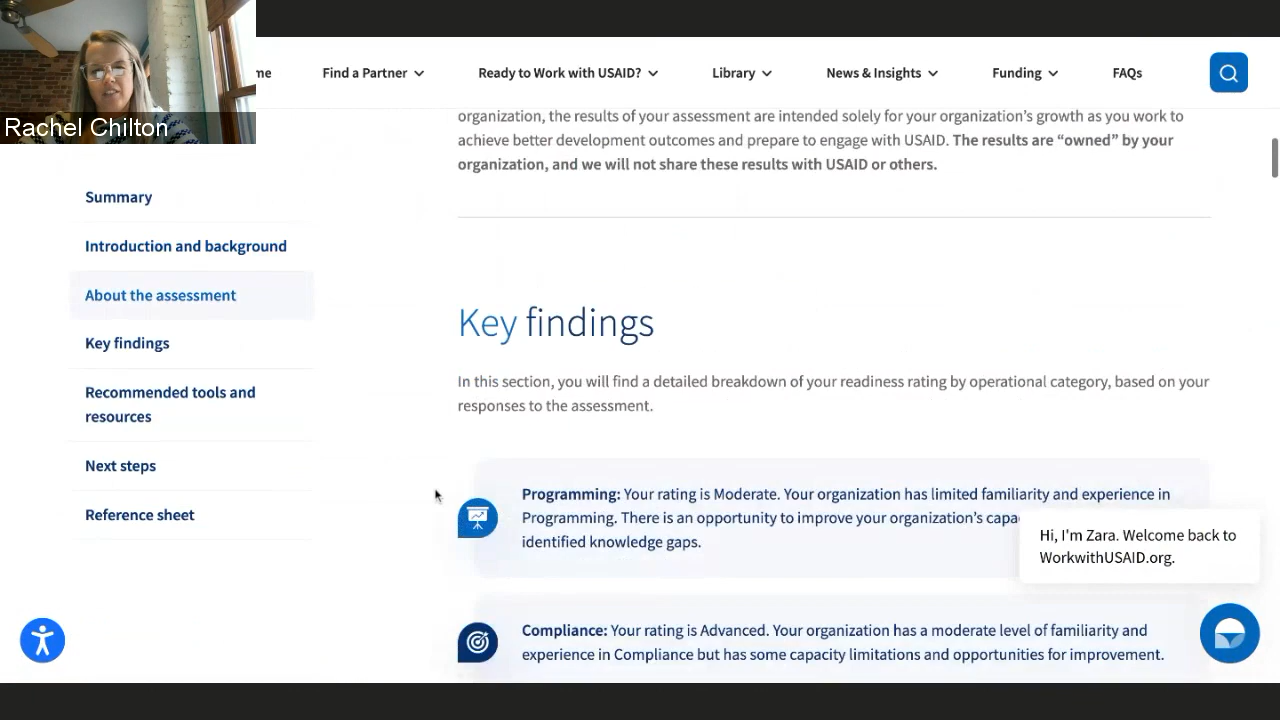 Rachel Chilton
me
Find a Partner
Ready to Work with USAID?
Library
News & Insights
Funding
FAQs
organization, the results of your assessment are intended solely for your organization’s growth as you work to
achieve better development outcomes and prepare to engage with USAID. The results are “owned” by your
organization, and we will not share these results with USAID or others.
Summary
Introduction and background
About the assessment
Key findings
Recommended tools and
resources
Next steps
Reference sheet
Key findings
In this section, you will find a detailed breakdown of your readiness rating by operational category, based on your
responses to the assessment.
Programming: Your rating is Moderate. Your organization has limited familiarity and experience in
Programming. There is an opportunity to improve your organization’s capa
identified knowledge gaps.
Hi, I'm Zara. Welcome back to
WorkwithUSAID.org.
Compliance: Your rating is Advanced. Your organization has a moderate level of familiarity and
experience in Compliance but has some capacity limitations and opportunities for improvement.